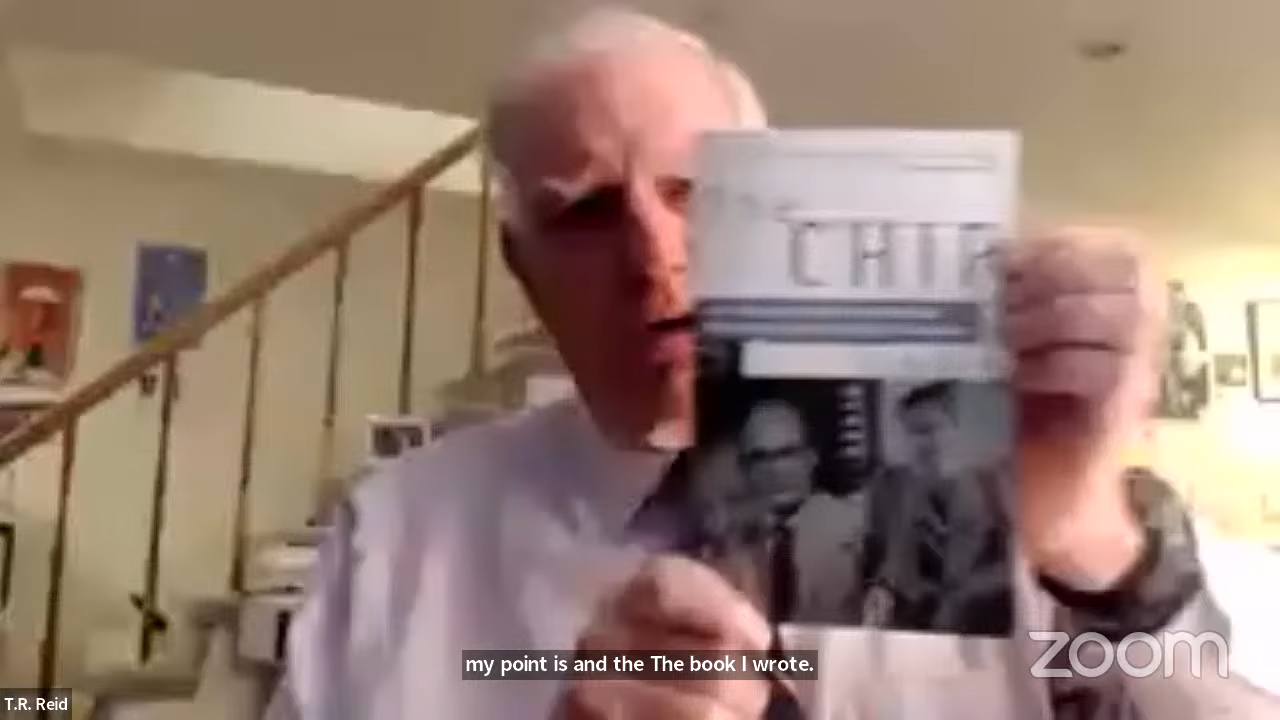 CHIP
my point is and the The book I wrote.
zoom
T.R. Reid